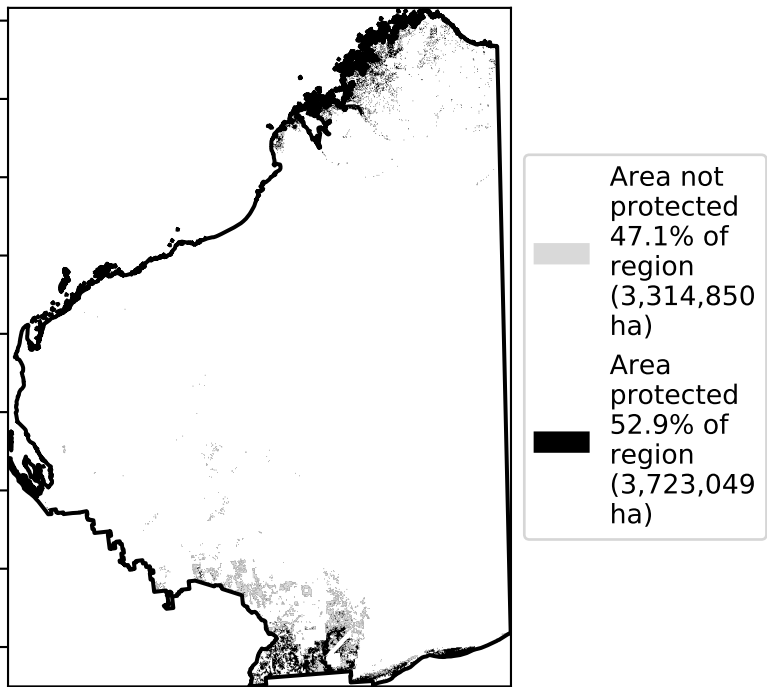 Area not
protected
47.1% of
region
(3,314,850
ha)
Area
protected
52.9% of
region
(3,723,049
ha)